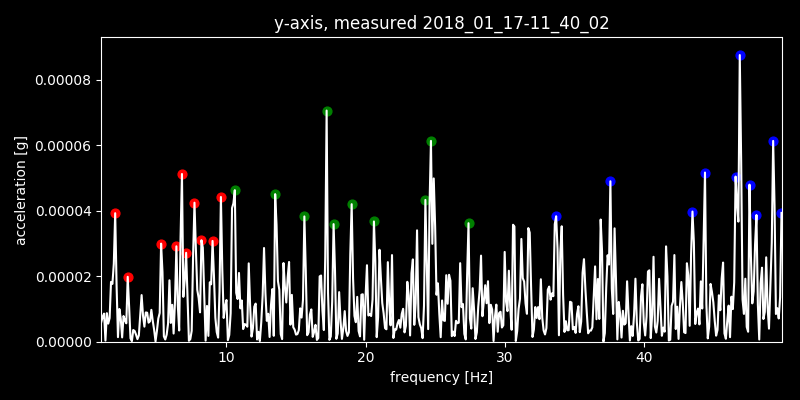 y-axis, measured 2018_01_17-11_40_02
0.00008
0.00006
0.00004
0.00002
0.00000
acceleration [g]
10 20 30 40
frequency [Hz]